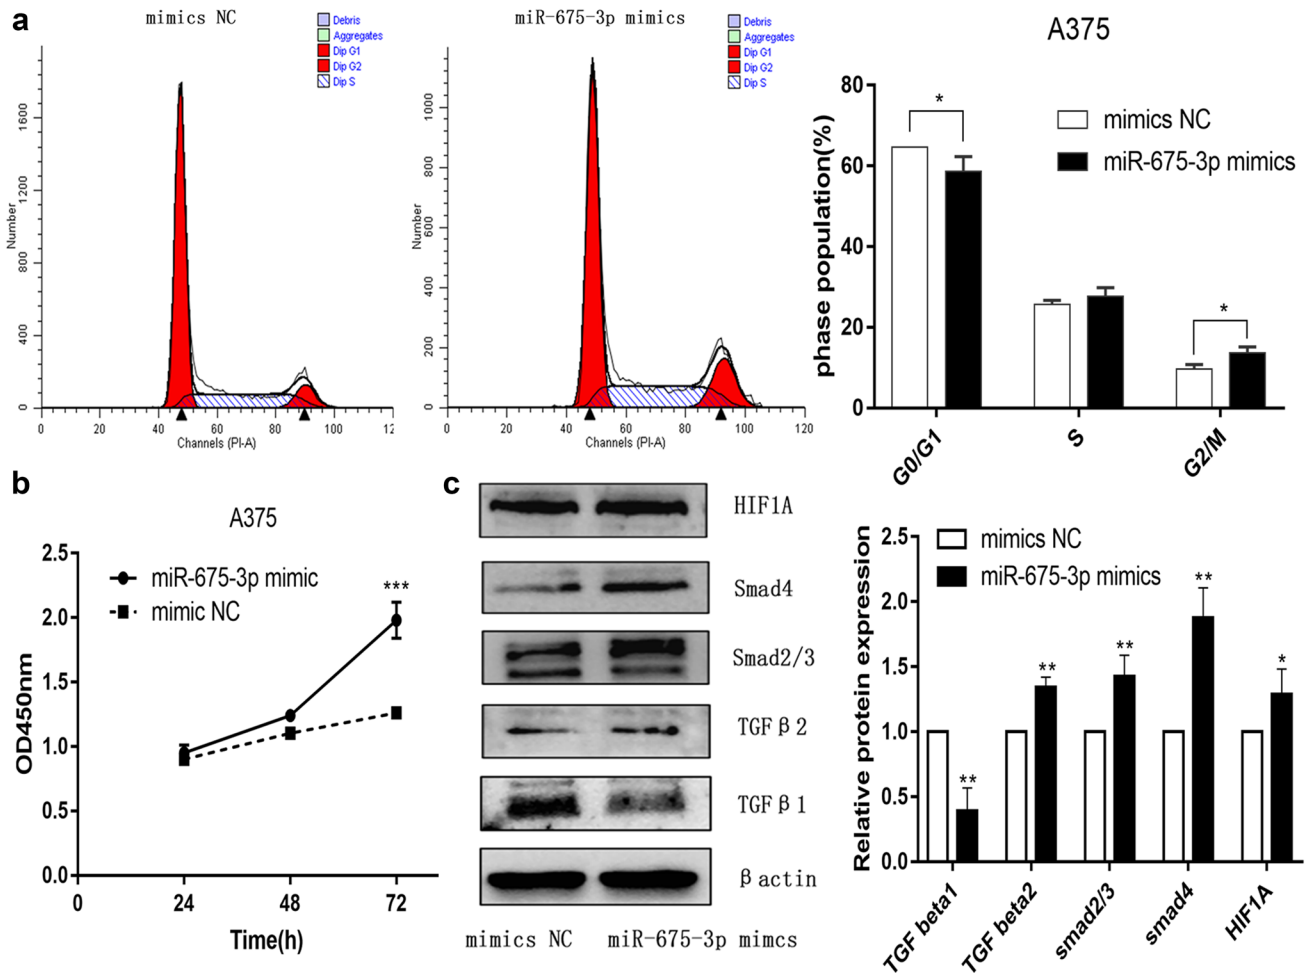 a
mimics NC
Debris
Aggregates
Dip G1
Dip G2
Dip S
Number
1600
1200
800
400
0
0 20 40 60 80 100 12
Channels (PI-A)
miR-675-3p mimics
Debris
Aggregates
Dip G1
Dip G2
Dip S
Number
1000
800
600
400
200
0
0 20 40 60 80 100 120
Channels (PI-A)
A375
phase population(%)
80
60
40
20
0
mimics NC
miR-675-3p mimics
*
*
G0/G1
S
G2/M
b
A375
OD450nm
2.5
2.0
1.5
1.0
0.5
0.0
miR-675-3p mimic
mimic NC
***
0 24 48 72
Time(h)
c
HIF1A
Smad4
Smad2/3
TGFβ2
TGFβ1
βactin
mimics NC miR-675-3p mimcs
Relative protein expression
2.5
2.0
1.5
1.0
0.5
0.0
mimics NC
miR-675-3p mimics
**
**
**
**
*
TGF beta1
TGF beta2
smad2/3
smad4
HIF1A